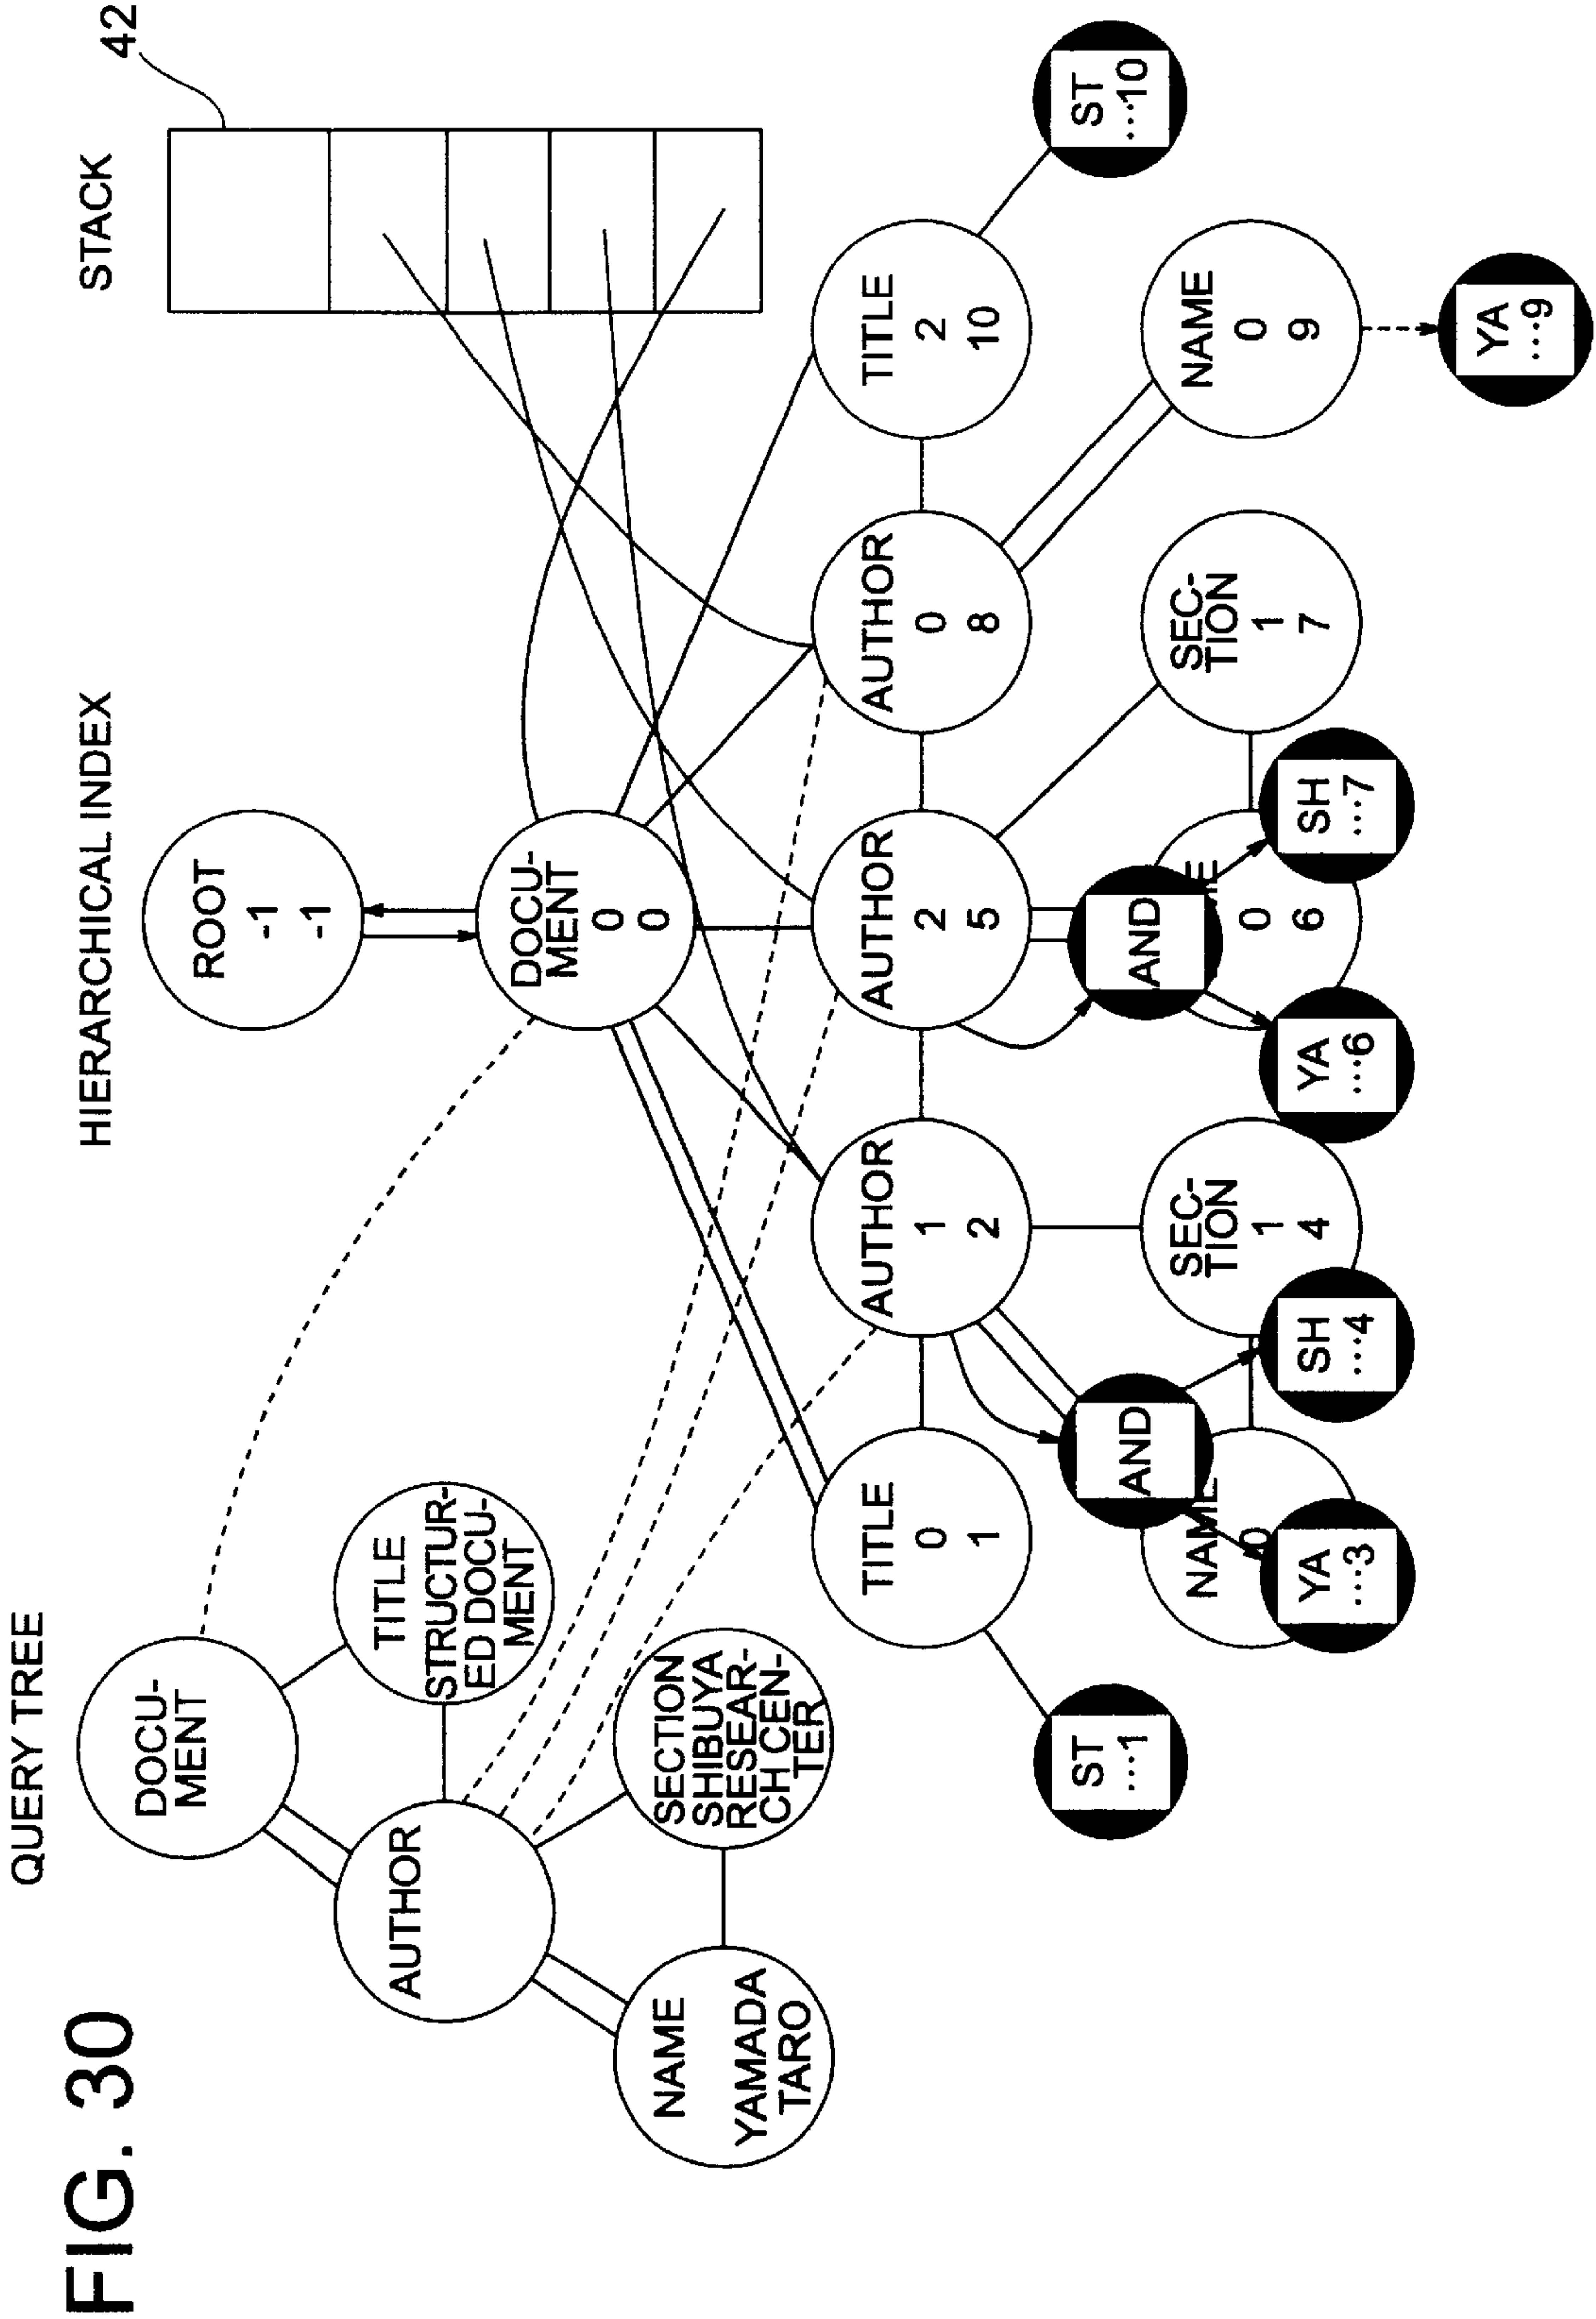 FIG. 30
QUERY TREE
DOCU-
MENT
AUTHOR
TITLE
STRUCTUR-
ED DOCU-
MENT
NAME
YAMADA
TARO
SECTION
SHIBUYA
RESEAR-
CH CEN-
TER
HIERARCHICAL INDEX
ROOT
-1
-1
DOCU-
MENT
0
0
STACK
42
TITLE
0
1
AUTHOR
1
2
AUTHOR
2
5
AUTHOR
0
8
TITLE
2
10
ST
...1
AND
AND
ST
...10
NAME
0
SEC-
TION
1
4
0
6
SEC-
TION
1
7
NAME
0
9
YA
...3
SH
...4
YA
...6
SH
...7
YA
...9